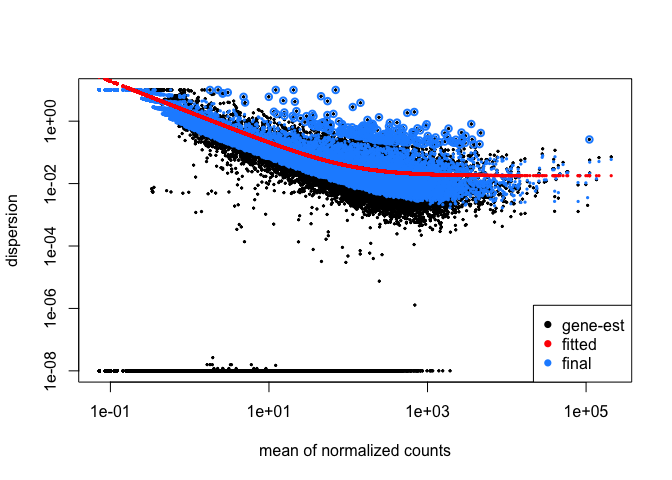 dispersion
1e+00
1e-02
1e-04
1e-06
1e-08
gene-est
fitted
final
1e-01
1e+01
1e+03
1e+05
mean of normalized counts